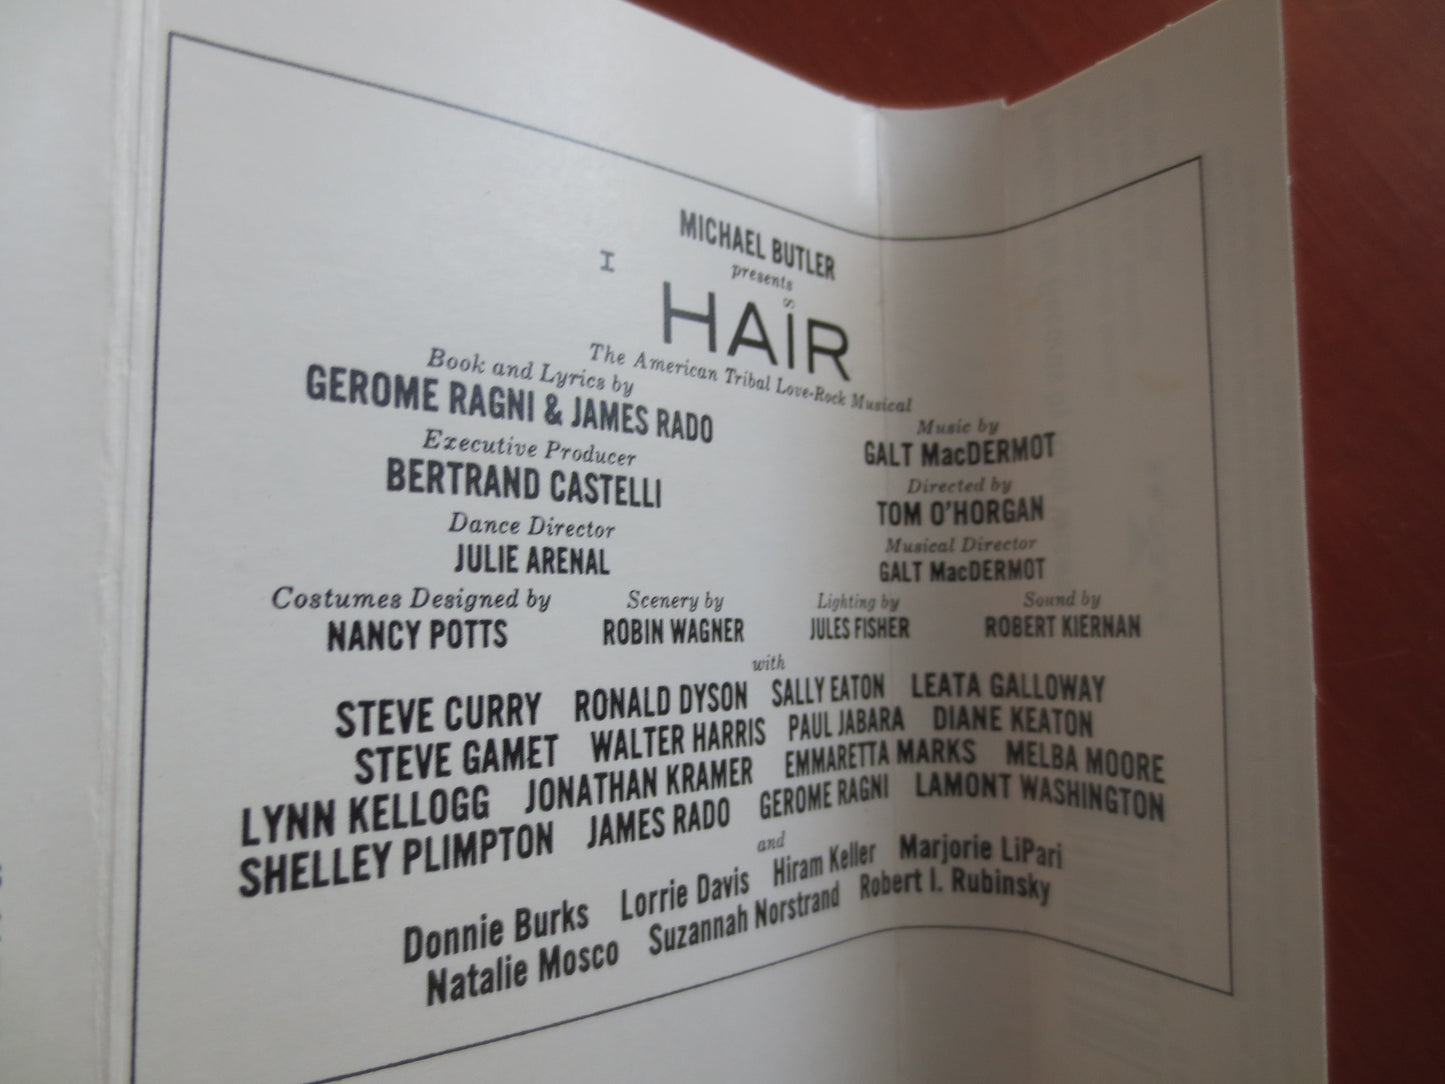 MICHAEL BUTLER
presents
HAIR
The American Tribal Love-Rock Musical
Book and Lyrics by
GEROME RAGNI & JAMES RADO
Music by
GALT MacDERMOT
Executive Producer
BERTRAND CASTELLI
Directed by
TOM O'HORGAN
Dance Director
JULIE ARENAL
Musical Director
GALT MacDERMOT
Costumes Designed by Scenery by Lighting by Sound by
NANCY POTTS ROBIN WAGNER JULES FISHER ROBERT KIERNAN
with
STEVE CURRY RONALD DYSON SALLY EATON LEATA GALLOWAY
STEVE GAMET WALTER HARRIS PAUL JABARA DIANE KEATON
LYNN KELLOGG JONATHAN KRAMER EMMARETTA MARKS MELBA MOORE
SHELLEY PLIMPTON JAMES RADO GEROME RAGNI LAMONT WASHINGTON
and
Donnie Burks Lorrie Davis Hiram Keller Marjorie LiPari
Natalie Mosco Suzannah Norstrand Robert I. Rubinsky